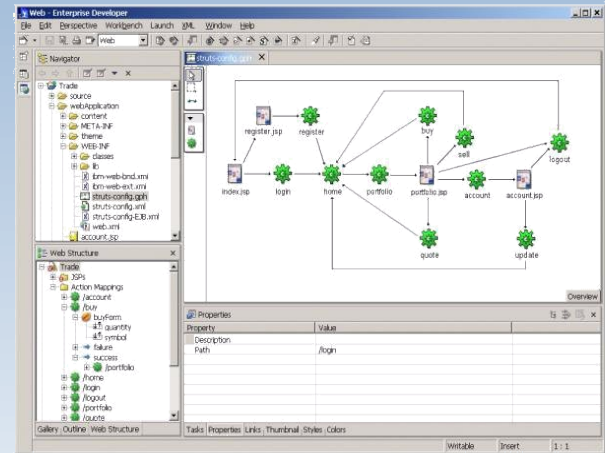 Web - Enterprise Developer
File Edit Perspective Workbench Launch XML Window Help
Web
Navigator
Trade
source
webApplication
content
META-INF
theme
WEB-INF
classes
lib
ibm-web-bnd.xmi
ibm-web-ext.xmi
struts-config.gph
struts-config.xml
struts-config-EJB.xml
web.xml
account.jsp
Web Structure
Trade
JSPs
Action Mappings
/account
/buy
buyForm
quantity
symbol
failure
success
/portfolio
/home
/login
/logout
/portfolio
/quote
Gallery Outline Web Structure
struts-config.gph
register.jsp register buy sell logout
index.jsp login home portfolio portfolio.jsp account account.jsp
quote update
Overview
Properties
Property Value
Description
Path /login
Tasks Properties Links Thumbnail Styles Colors
Writable Insert 1 : 1